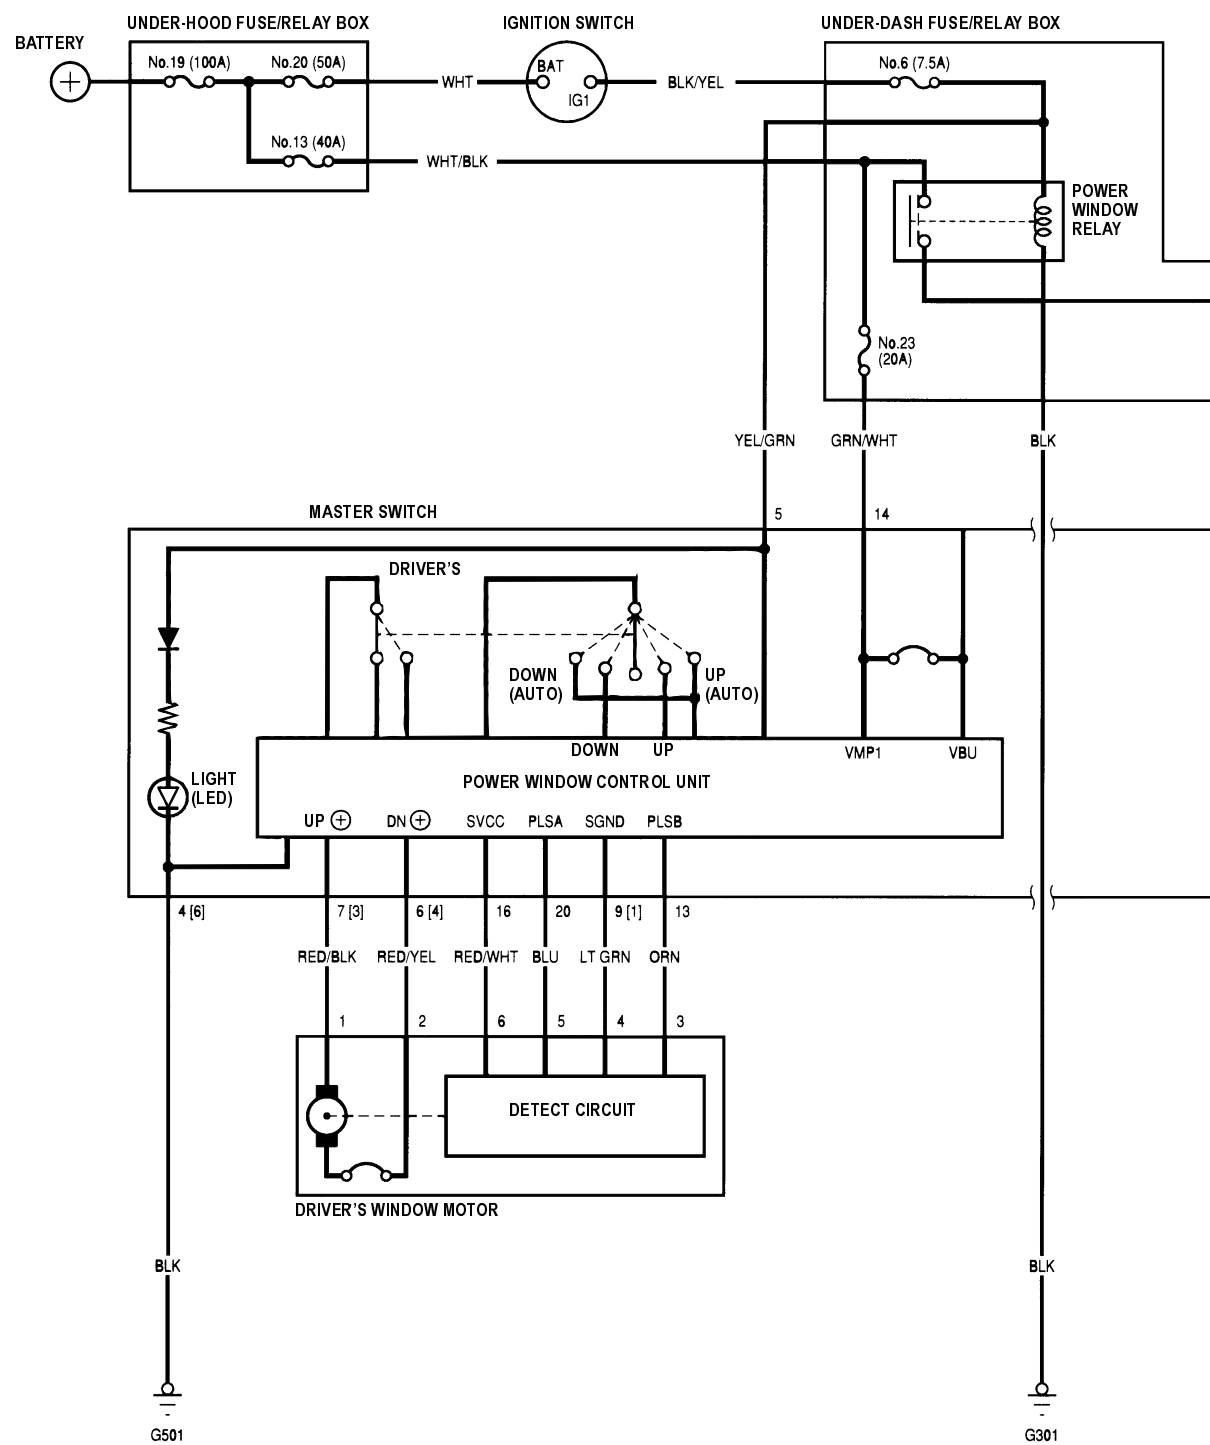 UNDER-HOOD FUSE/RELAY BOX
IGNITION SWITCH
UNDER-DASH FUSE/RELAY BOX
BATTERY
No.19 (100A)
No.20 (50A)
WHT
BAT
IG1
BLK/YEL
No.6 (7.5A)
No.13 (40A)
WHT/BLK
POWER
WINDOW
RELAY
No.23
(20A)
YEL/GRN
GRN/WHT
BLK
MASTER SWITCH
5
14
DRIVER'S
DOWN
(AUTO)
UP
(AUTO)
DOWN
UP
VMP1
VBU
LIGHT
(LED)
POWER WINDOW CONTROL UNIT
UP +
DN +
SVCC
PLSA
SGND
PLSB
4 [6]
7 [3]
6 [4]
16
20
9 [1]
13
RED/BLK
RED/YEL
RED/WHT
BLU
LT GRN
ORN
1
2
6
5
4
3
DETECT CIRCUIT
DRIVER'S WINDOW MOTOR
BLK
BLK
G501
G301